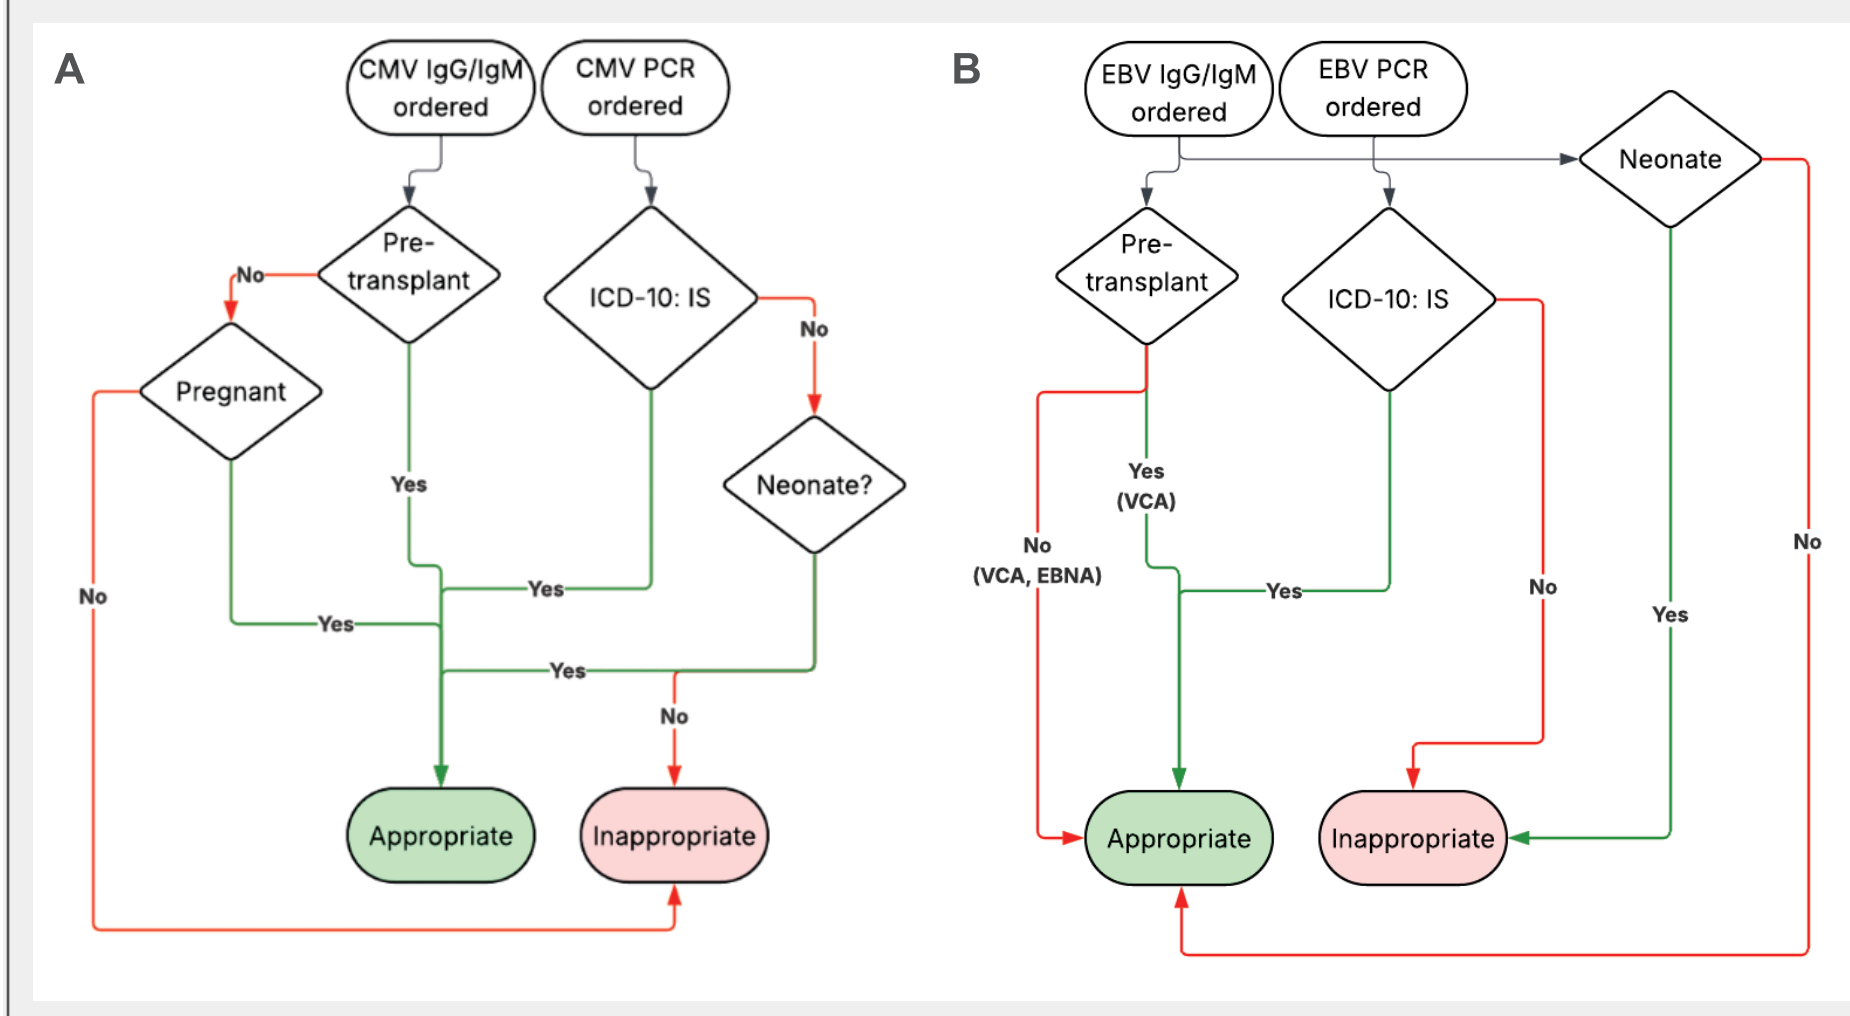 A
CMV IgG/IgM
ordered
CMV PCR
ordered
Pre-
transplant
ICD-10: IS
No
No
Pregnant
Yes
Neonate?
Yes
No
Yes
Yes
No
Appropriate
Inappropriate
B
EBV IgG/IgM
ordered
EBV PCR
ordered
Neonate
Pre-
transplant
ICD-10: IS
Yes
(VCA)
No
(VCA, EBNA)
No
Yes
No
Yes
Appropriate
Inappropriate